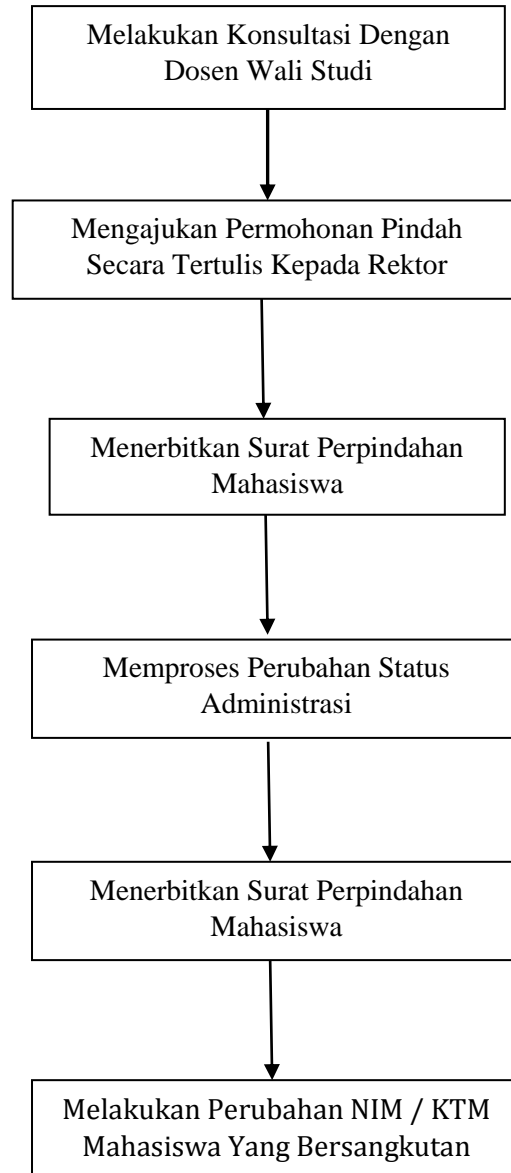 Melakukan Konsultasi Dengan
Dosen Wali Studi
Mengajukan Permohonan Pindah
Secara Tertulis Kepada Rektor
Menerbitkan Surat Perpindahan
Mahasiswa
Memproses Perubahan Status
Administrasi
Menerbitkan Surat Perpindahan
Mahasiswa
Melakukan Perubahan NIM / KTM
Mahasiswa Yang Bersangkutan